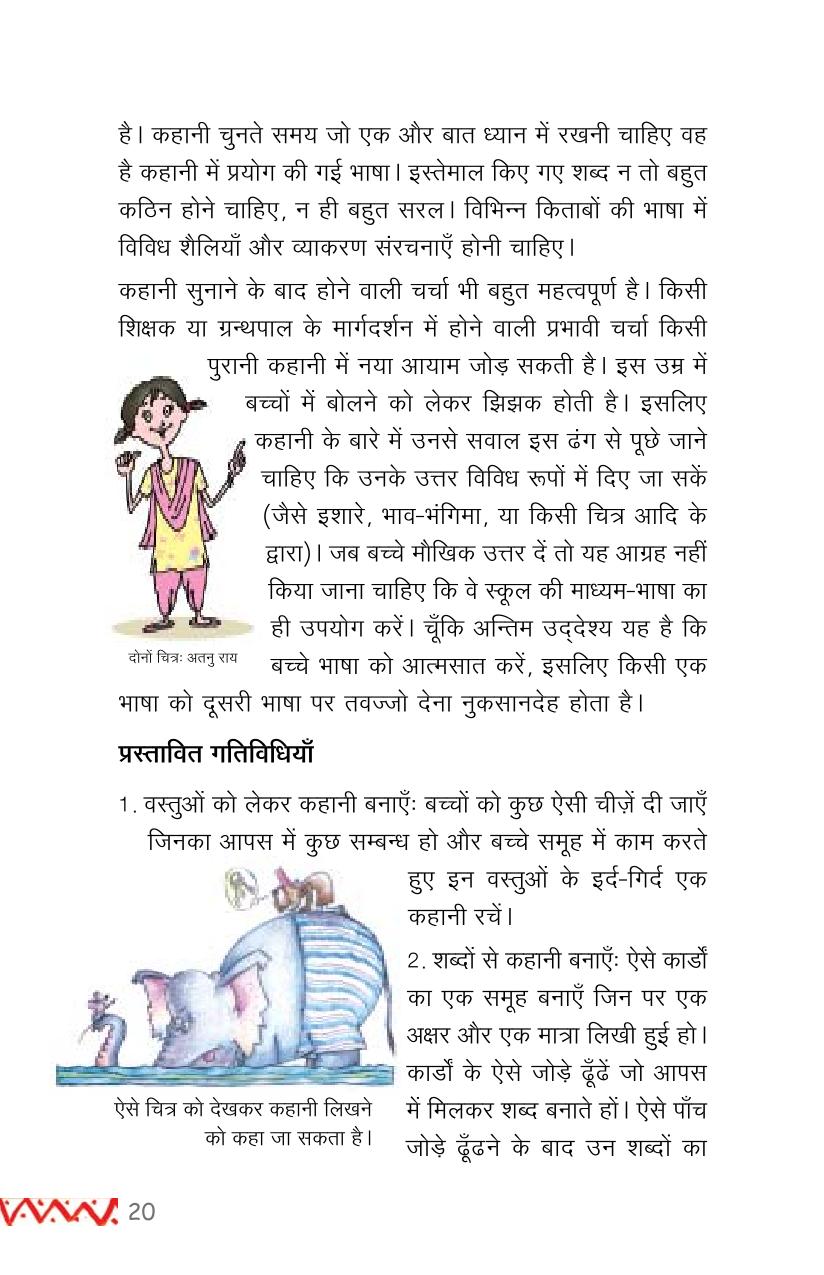 है। कहानी चुनते समय जो एक और बात ध्यान में रखनी चाहिए वह
है कहानी में प्रयोग की गई भाषा। इस्तेमाल किए गए शब्द न तो बहुत
कठिन होने चाहिए, न ही बहुत सरल। विभिन्न किताबों की भाषा में
विविध शैलियाँ और व्याकरण संरचनाएँ होनी चाहिए।
कहानी सुनाने के बाद होने वाली चर्चा भी बहुत महत्वपूर्ण है। किसी
शिक्षक या ग्रन्थपाल के मार्गदर्शन में होने वाली प्रभावी चर्चा किसी
पुरानी कहानी में नया आयाम जोड़ सकती है। इस उम्र में
बच्चों में बोलने को लेकर झिझक होती है। इसलिए
कहानी के बारे में उनसे सवाल इस ढंग से पूछे जाने
चाहिए कि उनके उत्तर विविध रूपों में दिए जा सकें
(जैसे इशारे, भाव-भंगिमा, या किसी चित्र आदि के
द्वारा)। जब बच्चे मौखिक उत्तर दें तो यह आग्रह नहीं
किया जाना चाहिए कि वे स्कूल की माध्यम-भाषा का
ही उपयोग करें। चूँकि अन्तिम उद्देश्य यह है कि
बच्चे भाषा को आत्मसात करें, इसलिए किसी एक
भाषा को दूसरी भाषा पर तवज्जो देना नुकसानदेह होता है।
दोनों चित्रः अतनु राय
प्रस्तावित गतिविधियाँ
1. वस्तुओं को लेकर कहानी बनाएँः बच्चों को कुछ ऐसी चीज़ें दी जाएँ
जिनका आपस में कुछ सम्बन्ध हो और बच्चे समूह में काम करते
हुए इन वस्तुओं के इर्द-गिर्द एक
कहानी रचें।
2. शब्दों से कहानी बनाएँः ऐसे कार्डों
का एक समूह बनाएँ जिन पर एक
अक्षर और एक मात्रा लिखी हुई हो।
कार्डों के ऐसे जोड़े ढूँढें जो आपस
में मिलकर शब्द बनाते हों। ऐसे पाँच
जोड़े ढूँढने के बाद उन शब्दों का
ऐसे चित्र को देखकर कहानी लिखने
को कहा जा सकता है।
20